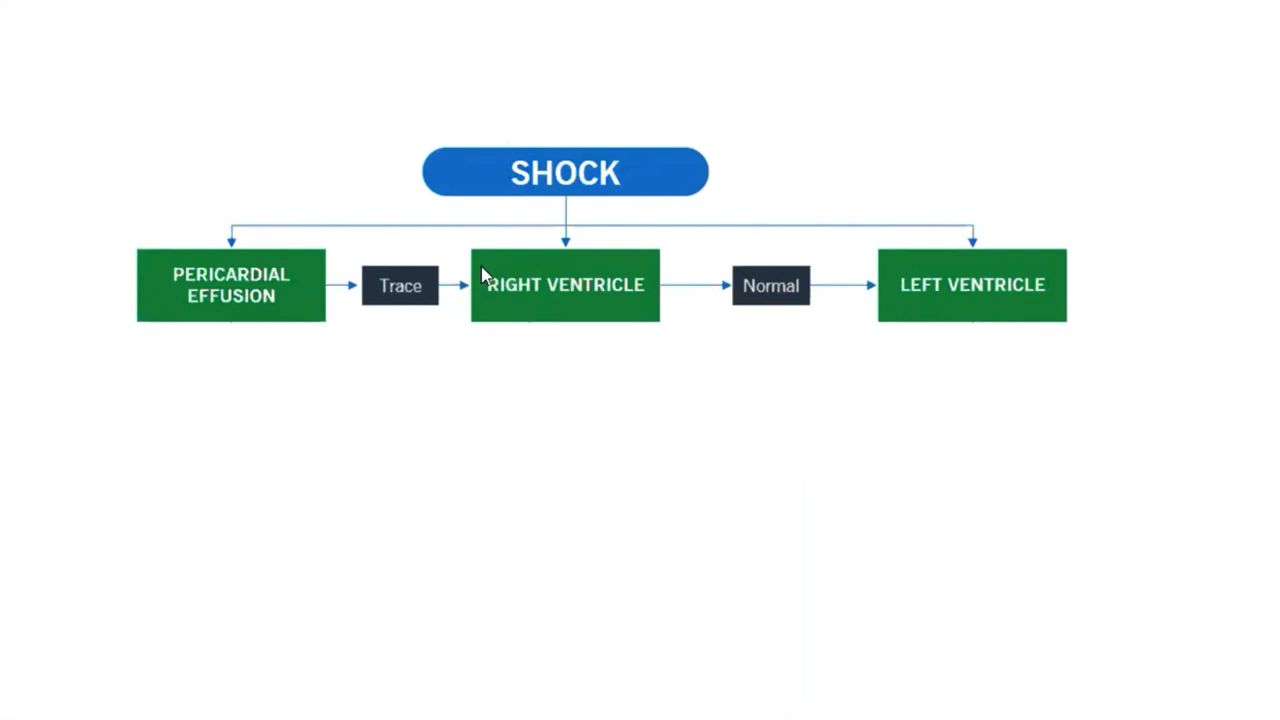 SHOCK
PERICARDIAL
EFFUSION
Trace
RIGHT VENTRICLE
Normal
LEFT VENTRICLE